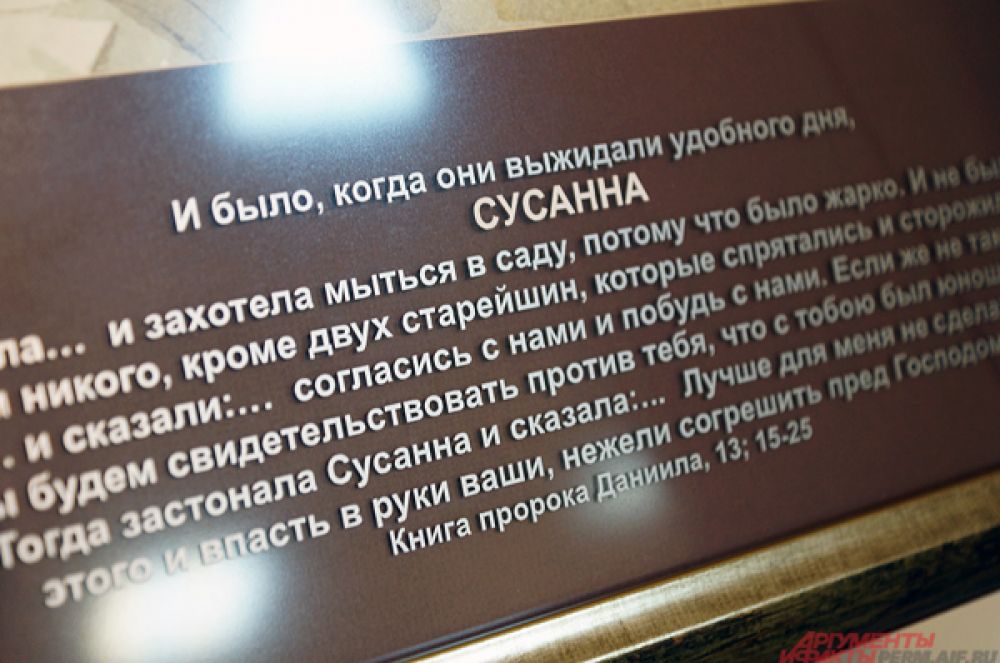 И было, когда они выжидали удобного дня,
СУСАННА
ла... и захотела мыться в саду, потому что было жарко. И не бы
и никого, кроме двух старейшин, которые спрятались и сторожи
. и сказали:... согласись с нами и побудь с нами. Если же не так
ы будем свидетельствовать против тебя, что с тобою был юнош
Тогда застонала Сусанна и сказала:... Лучше для меня не сдела
этого и впасть в руки ваши, нежели согрешить пред Господом
Книга пророка Даниила, 13; 15-25
АРГУМЕНТЫ
И ФАКТЫ PERM.AIF.RU